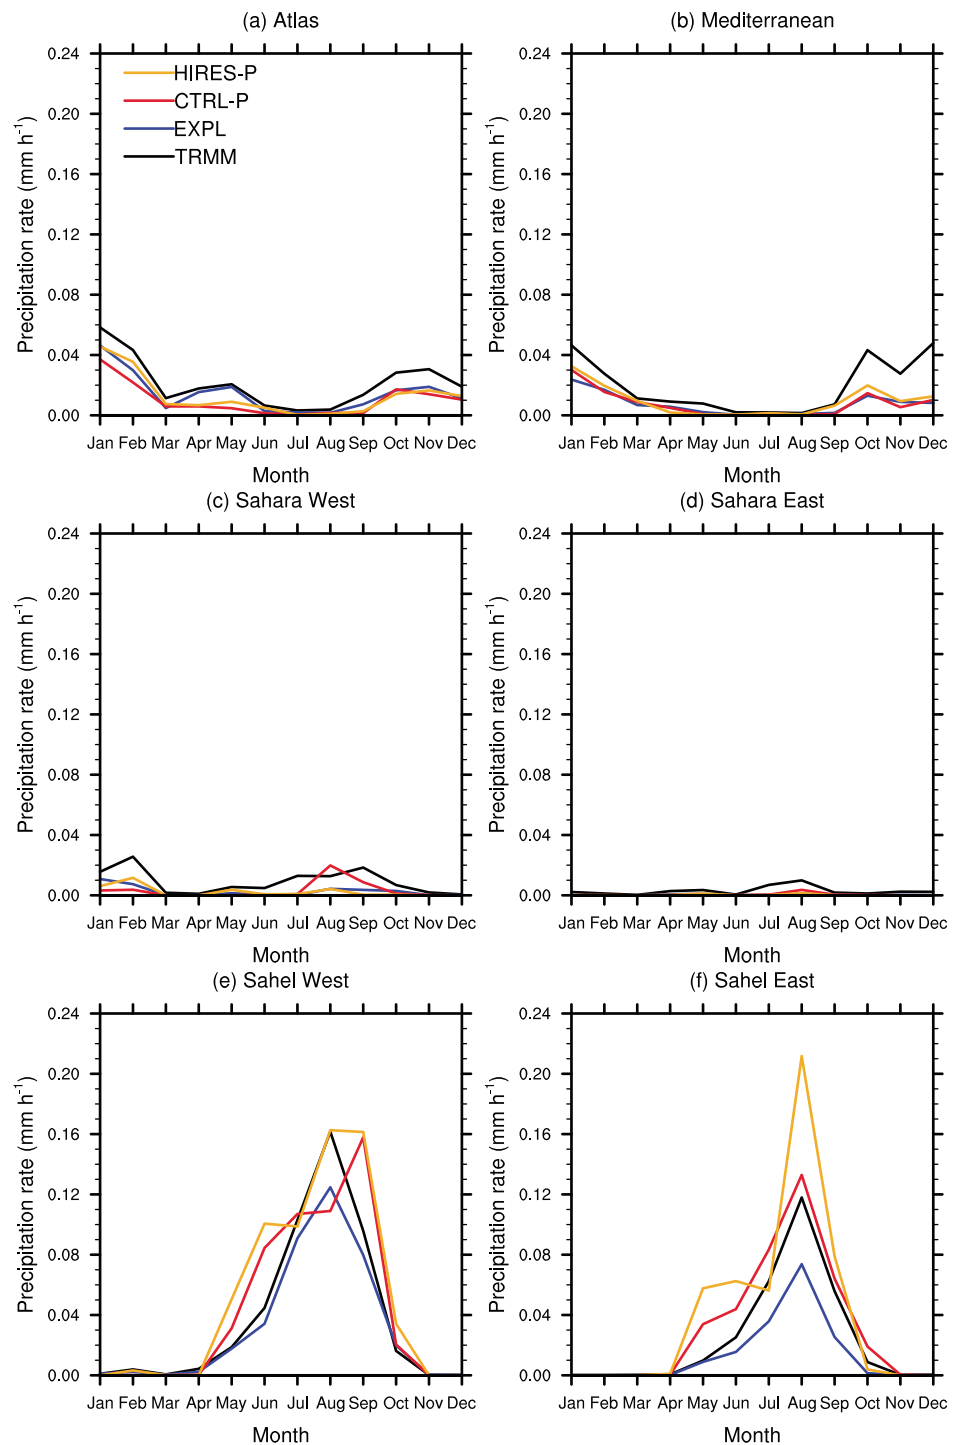 (a) Atlas
Precipitation rate (mm h⁻¹)
0.24
0.20
0.16
0.12
0.08
0.04
0.00
HIRES-P
CTRL-P
EXPL
TRMM
Jan Feb Mar Apr May Jun Jul Aug Sep Oct Nov Dec
Month
(b) Mediterranean
Precipitation rate (mm h⁻¹)
0.24
0.20
0.16
0.12
0.08
0.04
0.00
Jan Feb Mar Apr May Jun Jul Aug Sep Oct Nov Dec
Month
(c) Sahara West
Precipitation rate (mm h⁻¹)
0.24
0.20
0.16
0.12
0.08
0.04
0.00
Jan Feb Mar Apr May Jun Jul Aug Sep Oct Nov Dec
Month
(d) Sahara East
Precipitation rate (mm h⁻¹)
0.24
0.20
0.16
0.12
0.08
0.04
0.00
Jan Feb Mar Apr May Jun Jul Aug Sep Oct Nov Dec
Month
(e) Sahel West
Precipitation rate (mm h⁻¹)
0.24
0.20
0.16
0.12
0.08
0.04
0.00
Jan Feb Mar Apr May Jun Jul Aug Sep Oct Nov Dec
Month
(f) Sahel East
Precipitation rate (mm h⁻¹)
0.24
0.20
0.16
0.12
0.08
0.04
0.00
Jan Feb Mar Apr May Jun Jul Aug Sep Oct Nov Dec
Month